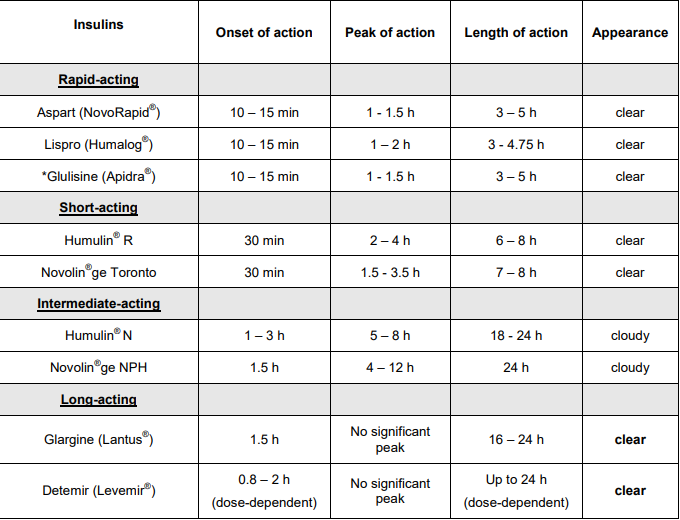 Insulins Onset of action Peak of action Length of action Appearance
Rapid-acting
Aspart (NovoRapid®) 10 – 15 min 1 - 1.5 h 3 – 5 h clear
Lispro (Humalog®) 10 – 15 min 1 – 2 h 3 - 4.75 h clear
*Glulisine (Apidra®) 10 – 15 min 1 - 1.5 h 3 – 5 h clear
Short-acting
Humulin® R 30 min 2 – 4 h 6 – 8 h clear
Novolin®ge Toronto 30 min 1.5 - 3.5 h 7 – 8 h clear
Intermediate-acting
Humulin® N 1 – 3 h 5 – 8 h 18 - 24 h cloudy
Novolin®ge NPH 1.5 h 4 – 12 h 24 h cloudy
Long-acting
Glargine (Lantus®) 1.5 h No significant peak 16 – 24 h clear
Detemir (Levemir®) 0.8 – 2 h (dose-dependent) No significant peak Up to 24 h (dose-dependent) clear